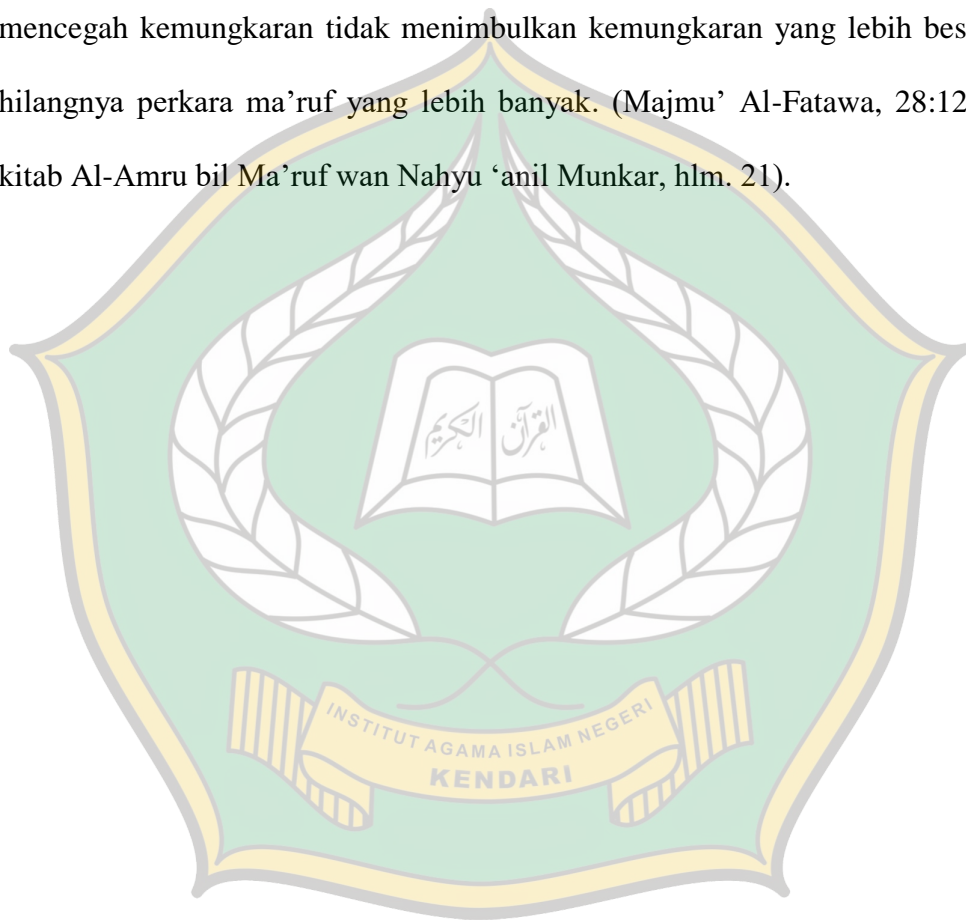 mencegah kemungkaran tidak menimbulkan kemungkaran yang lebih bes
hilangnya perkara ma’ruf yang lebih banyak. (Majmu’ Al-Fatawa, 28:12
kitab Al-Amru bil Ma’ruf wan Nahyu ‘anil Munkar, hlm. 21).
القرآن الكريم
INSTITUT AGAMA ISLAM NEGERI
KENDARI